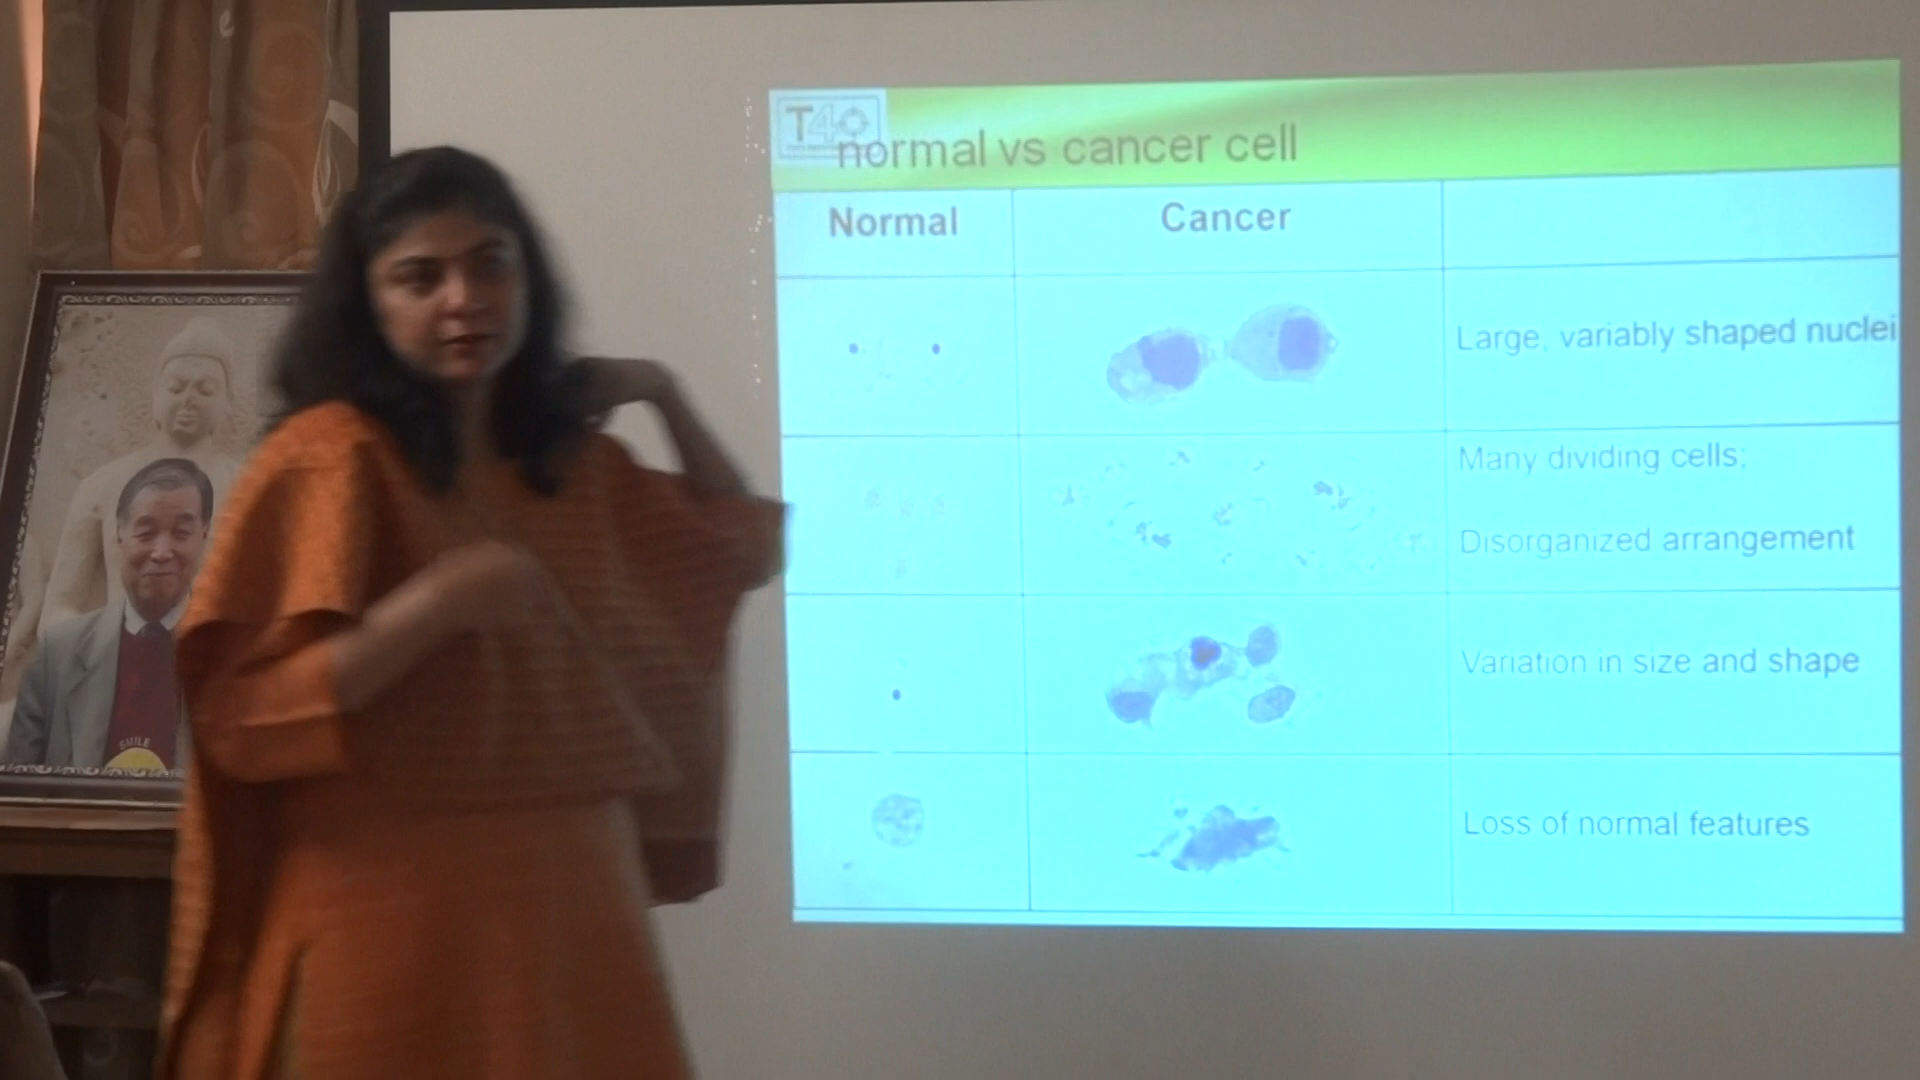 T4
normal vs cancer cell
Normal
Cancer
Large, variably shaped nuclei
Many dividing cells;
Disorganized arrangement
Variation in size and shape
Loss of normal features
SMILE